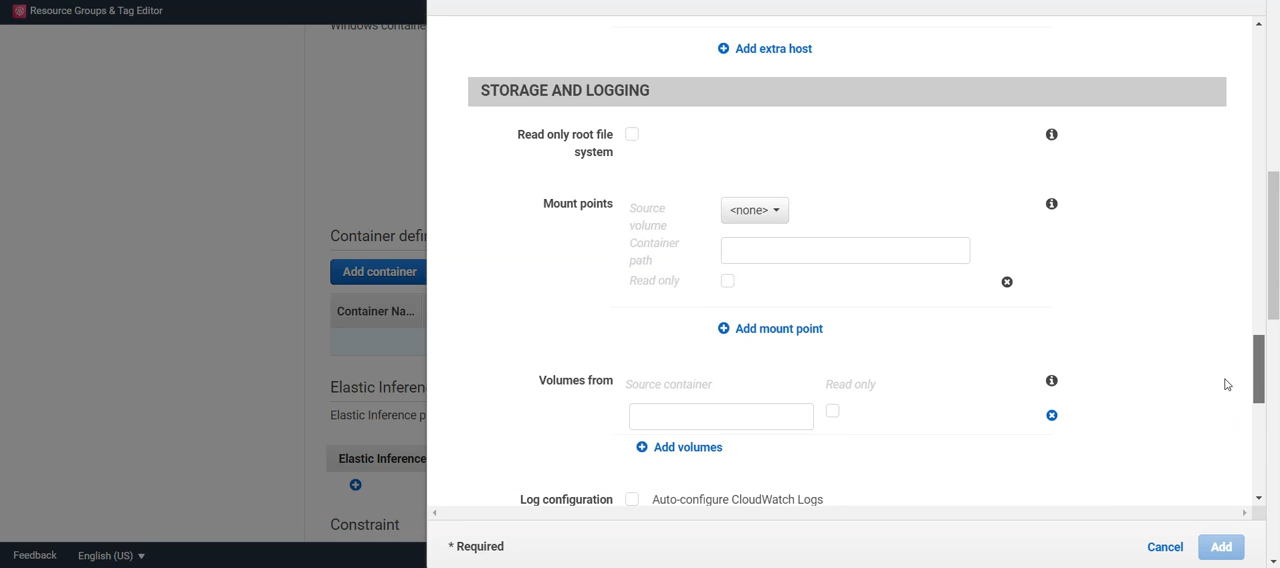 Resource Groups & Tag Editor
Windows containe
Add extra host
STORAGE AND LOGGING
Read only root file
system
Mount points
Source
volume
<none>
Container
path
Read only
Container defi
Add container
Container Na...
Add mount point
Volumes from
Source container
Read only
Elastic Inferen
Elastic Inference p
Add volumes
Elastic Inference
Log configuration
Auto-configure CloudWatch Logs
Constraint
* Required
Cancel
Add
Feedback
English (US)